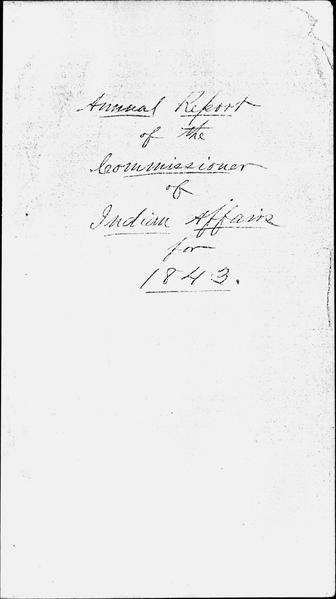 Annual Report
of the
Commissioner
of
Indian Affairs
for
1843.